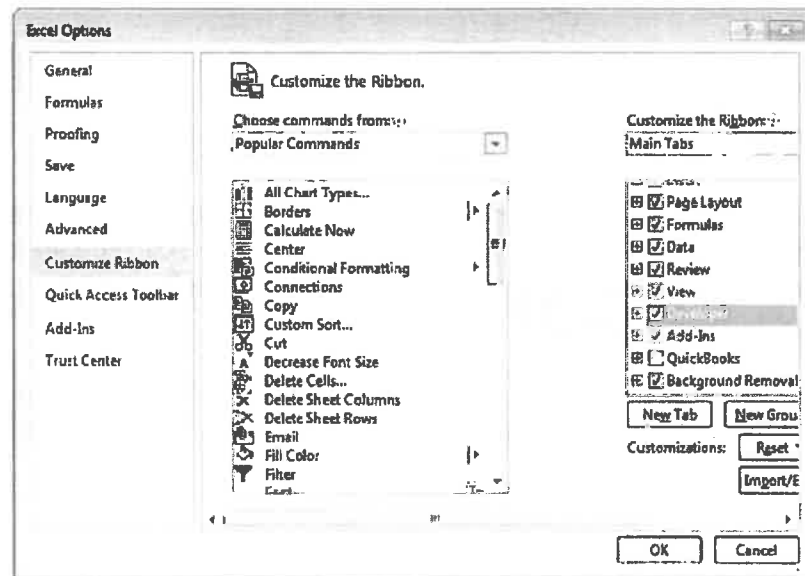 Excel Options
General
Formulas
Proofing
Save
Language
Advanced
Customize Ribbon
Quick Access Toolbar
Add-Ins
Trust Center
Customize the Ribbon.
Choose commands from:
Popular Commands
All Chart Types...
Borders
Calculate Now
Center
Conditional Formatting
Connections
Copy
Custom Sort...
Cut
Decrease Font Size
Delete Cells...
Delete Sheet Columns
Delete Sheet Rows
Email
Fill Color
Filter
Customize the Ribbon:
Main Tabs
Page Layout
Formulas
Data
Review
View
Developer
Add-Ins
QuickBooks
Background Removal
New Tab
New Grou
Customizations:
Reset
Import/E
OK
Cancel